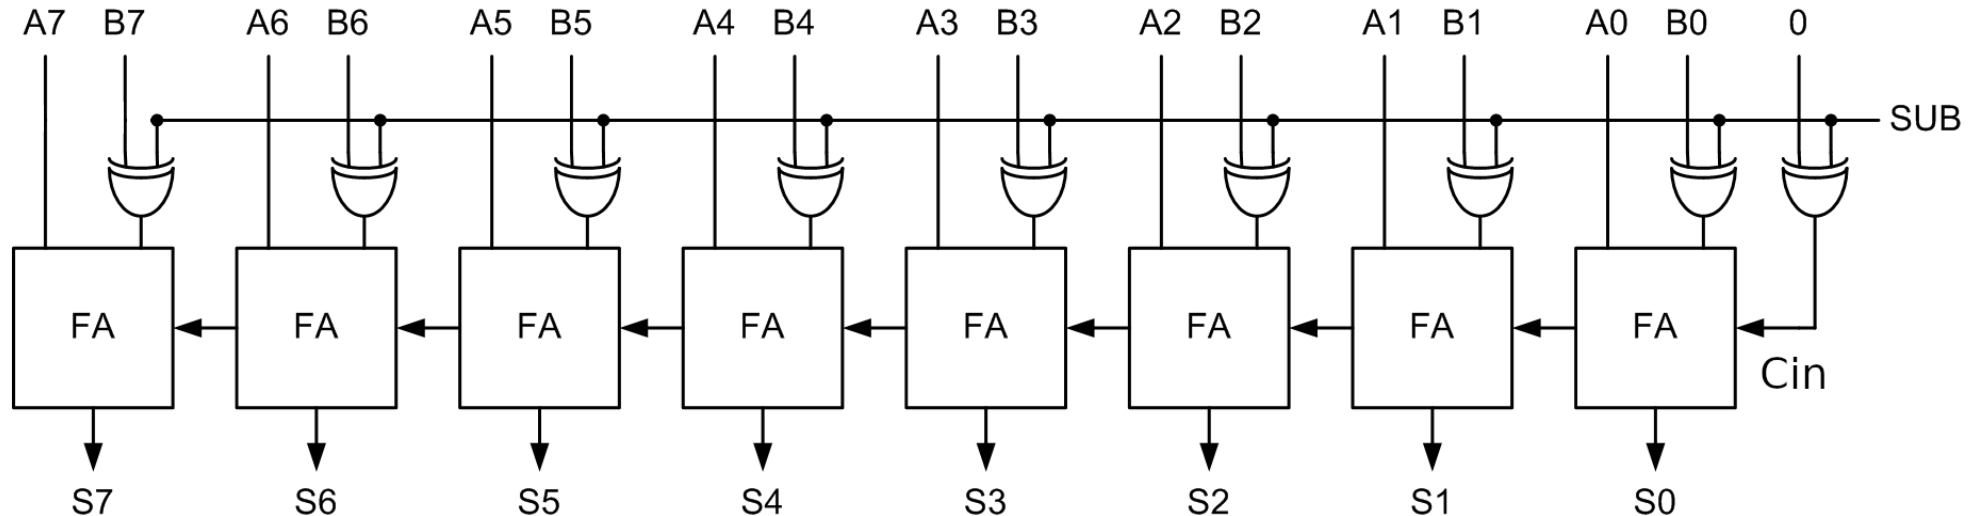 A7 B7 A6 B6 A5 B5 A4 B4 A3 B3 A2 B2 A1 B1 A0 B0 0
SUB
FA FA FA FA FA FA FA FA
Cin
S7 S6 S5 S4 S3 S2 S1 S0